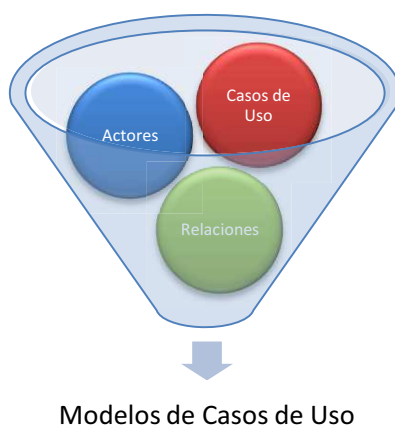 Casos de
Uso
Actores
Relaciones
Modelos de Casos de Uso